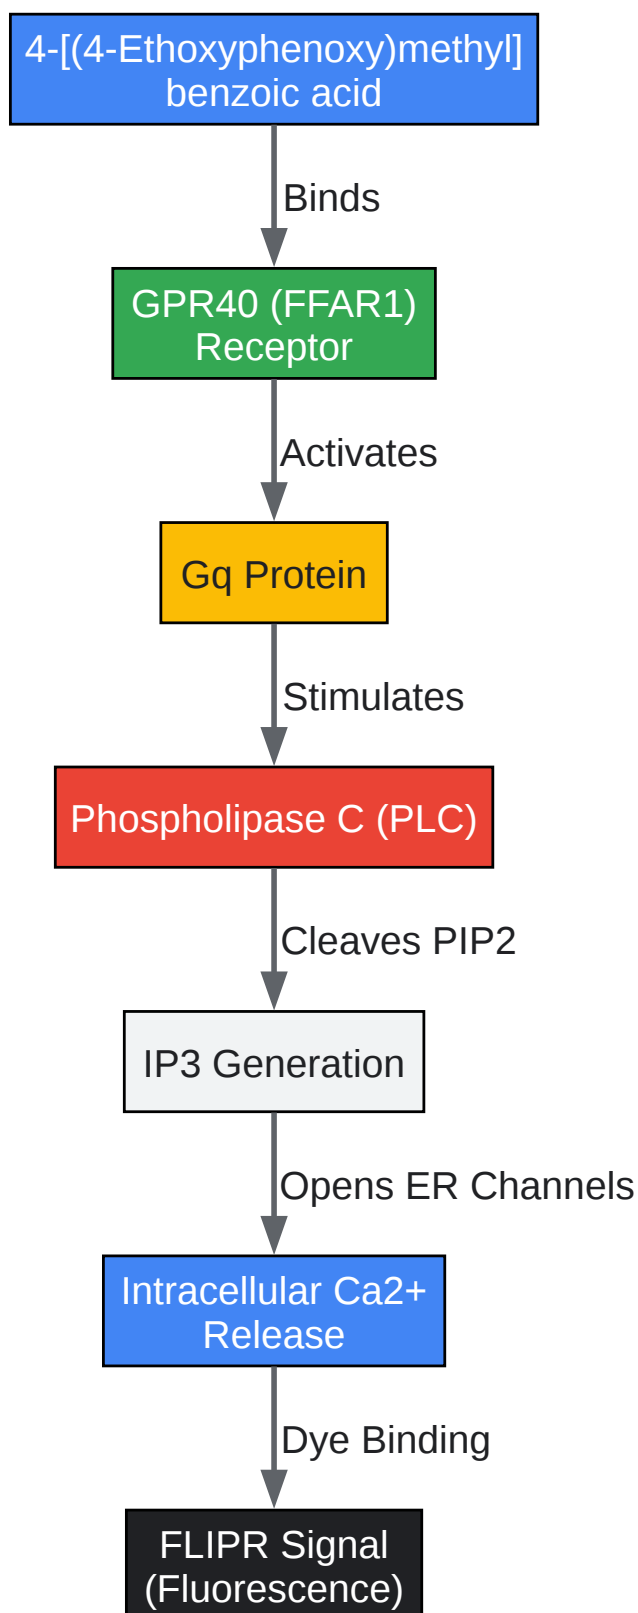 4-[(4-Ethoxyphenoxy)methyl]
benzoic acid
Binds
GPR40 (FFAR1)
Receptor
Activates
Gq Protein
Stimulates
Phospholipase C (PLC)
Cleaves PIP2
IP3 Generation
Opens ER Channels
Intracellular Ca2+
Release
Dye Binding
FLIPR Signal
(Fluorescence)